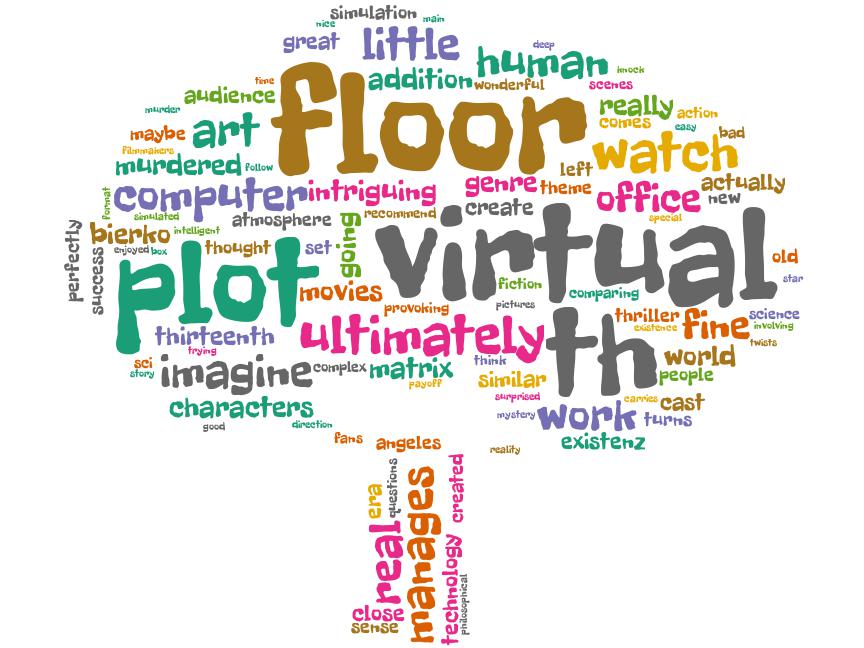 simulation
nice
main
great
little
deep
human
knock
time
addition
wonderful
scenes
audience
floor
really
action
murder
comes
easy
maybe
art
bad
filmmakers
watch
murdered
follow
left
actually
format
computer
intriguing
genre
theme
office
new
simulated
atmosphere
recommend
create
special
perfectly
bierko
intelligent
going
virtual
success
enjoyed
box
thought
set
old
plot
movies
fiction
comparing
star
provoking
pictures
thriller
fine
science
existence
involving
thirteenth
ultimately
th
twists
trying
sci
story
imagine
complex
matrix
think
world
people
payoff
similar
surprised
carries
cast
characters
mystery
work
turns
good
direction
fans
angeles
existenz
reality
era
questions
real
manages
created
technology
philosophical
close
sense